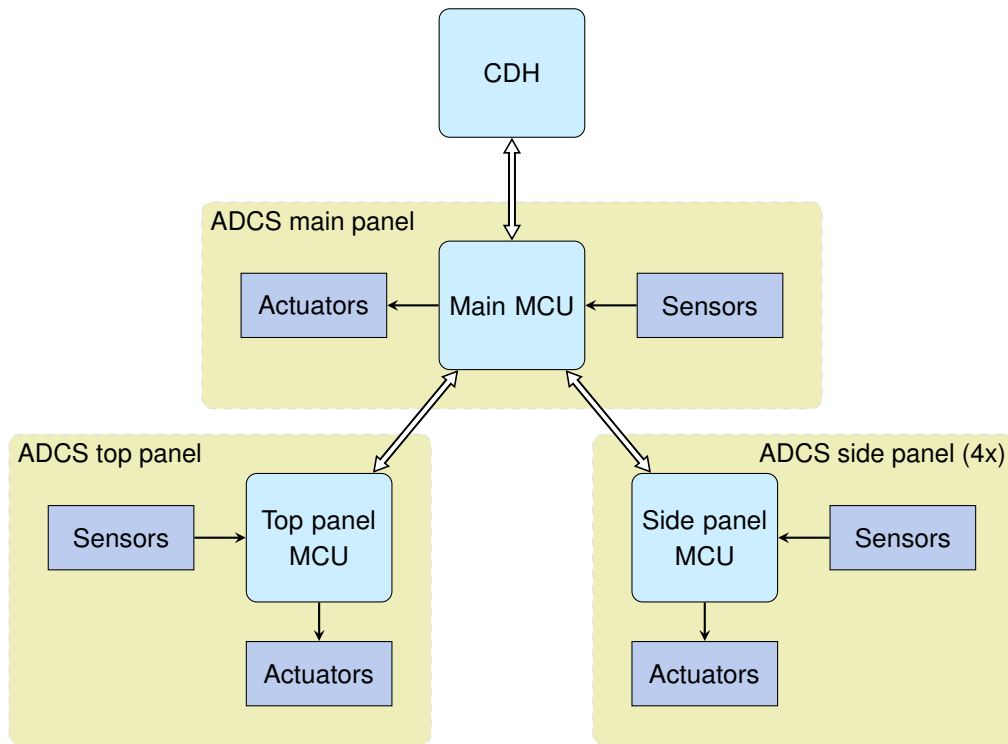 CDH
ADCS main panel
Actuators
Main MCU
Sensors
ADCS top panel
Sensors
Top panel
MCU
Actuators
ADCS side panel (4x)
Side panel
MCU
Sensors
Actuators